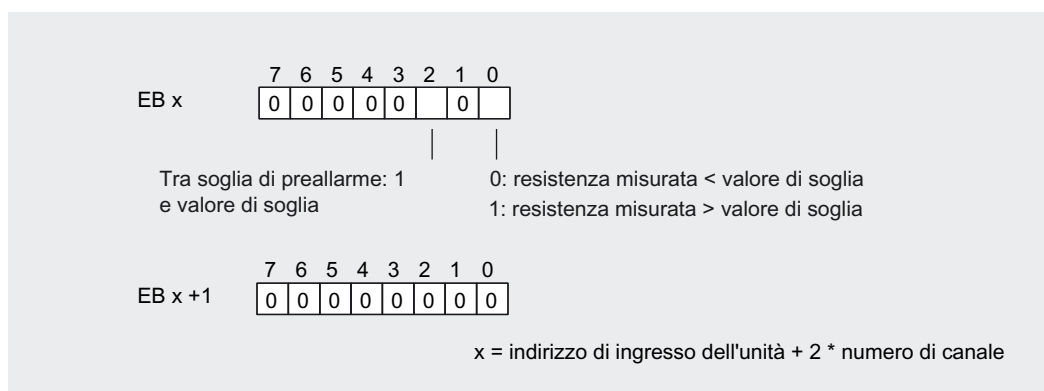 7 6 5 4 3 2 1 0
EB x 0 0 0 0 0 0
Tra soglia di preallarme: 1
e valore di soglia
0: resistenza misurata < valore di soglia
1: resistenza misurata > valore di soglia
7 6 5 4 3 2 1 0
EB x +1 0 0 0 0 0 0 0 0
x = indirizzo di ingresso dell'unità + 2 * numero di canale